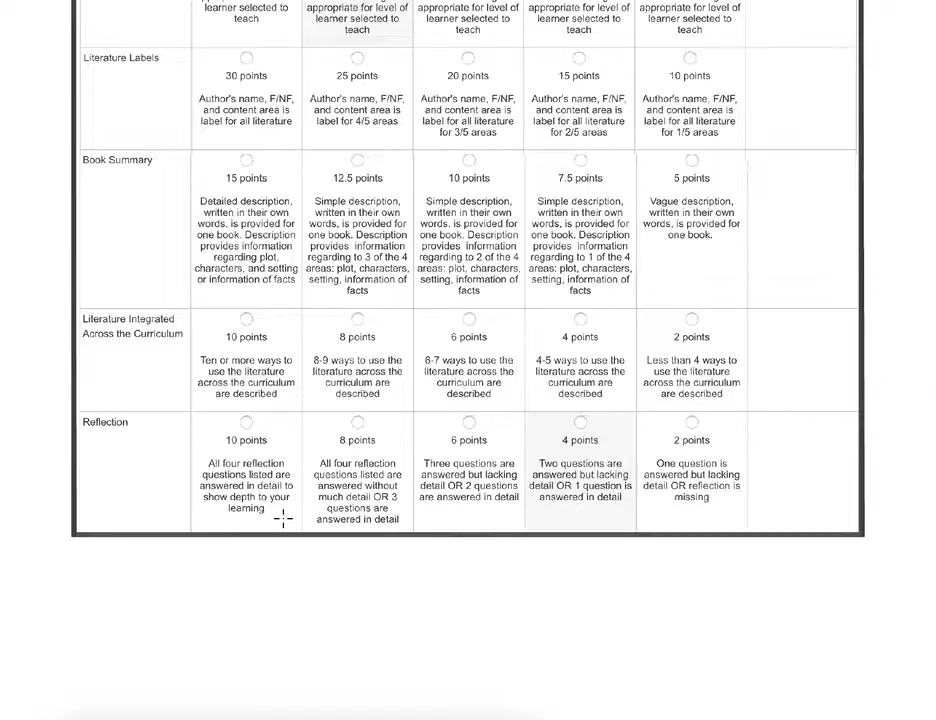 learner selected to
teach
appropriate for level of
learner selected to
teach
appropriate for level of
learner selected to
teach
appropriate for level of
learner selected to
teach
appropriate for level of
learner selected to
teach
Literature Labels
30 points
Author's name, F/NF,
and content area is
label for all literature
25 points
Author's name, F/NF,
and content area is
label for 4/5 areas
20 points
Author's name, F/NF,
and content area is
label for all literature
for 3/5 areas
15 points
Author's name, F/NF,
and content area is
label for all literature
for 2/5 areas
10 points
Author's name, F/NF,
and content area is
label for all literature
for 1/5 areas
Book Summary
15 points
Detailed description,
written in their own
words, is provided for
one book. Description
provides information
regarding plot,
characters, and setting
or information of facts
12.5 points
Simple description,
written in their own
words, is provided for
one book. Description
provides information
regarding to 3 of the 4
areas: plot, characters,
setting, information of
facts
10 points
Simple description,
written in their own
words, is provided for
one book. Description
provides information
regarding to 2 of the 4
areas: plot, characters,
setting, information of
facts
7.5 points
Simple description,
written in their own
words, is provided for
one book. Description
provides information
regarding to 1 of the 4
areas: plot, characters,
setting, information of
facts
5 points
Vague description,
written in their own
words, is provided for
one book.
Literature Integrated
Across the Curriculum
10 points
Ten or more ways to
use the literature
across the curriculum
are described
8 points
8-9 ways to use the
literature across the
curriculum are
described
6 points
6-7 ways to use the
literature across the
curriculum are
described
4 points
4-5 ways to use the
literature across the
curriculum are
described
2 points
Less than 4 ways to
use the literature
across the curriculum
are described
Reflection
10 points
All four reflection
questions listed are
answered in detail to
show depth to your
learning
8 points
All four reflection
questions listed are
answered without
much detail OR 3
questions are
answered in detail
6 points
Three questions are
answered but lacking
detail OR 2 questions
are answered in detail
4 points
Two questions are
answered but lacking
detail OR 1 question is
answered in detail
2 points
One question is
answered but lacking
detail OR reflection is
missing